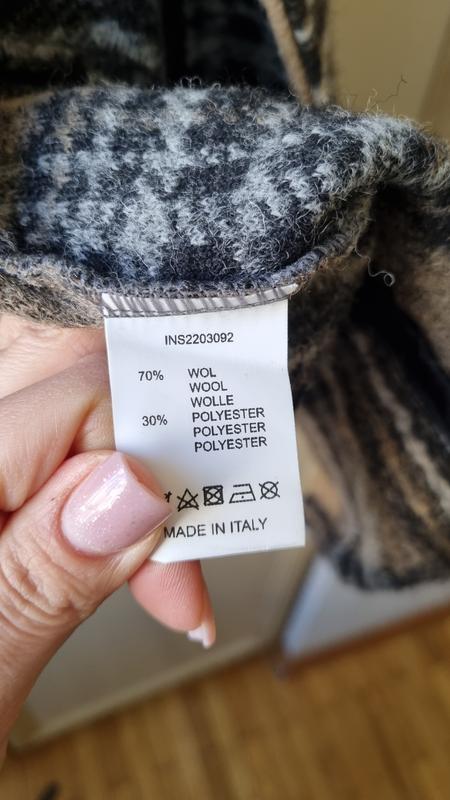 INS2203092
70% WOL
WOOL
WOLLE
30% POLYESTER
POLYESTER
POLYESTER
MADE IN ITALY